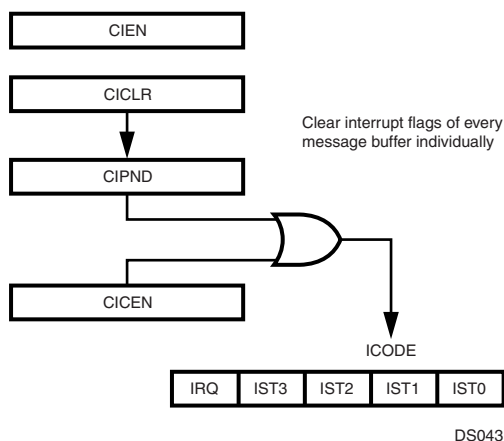 CIEN
CICLR
Clear interrupt flags of every
message buffer individually
CIPND
CICEN
ICODE
IRQ IST3 IST2 IST1 IST0
DS043